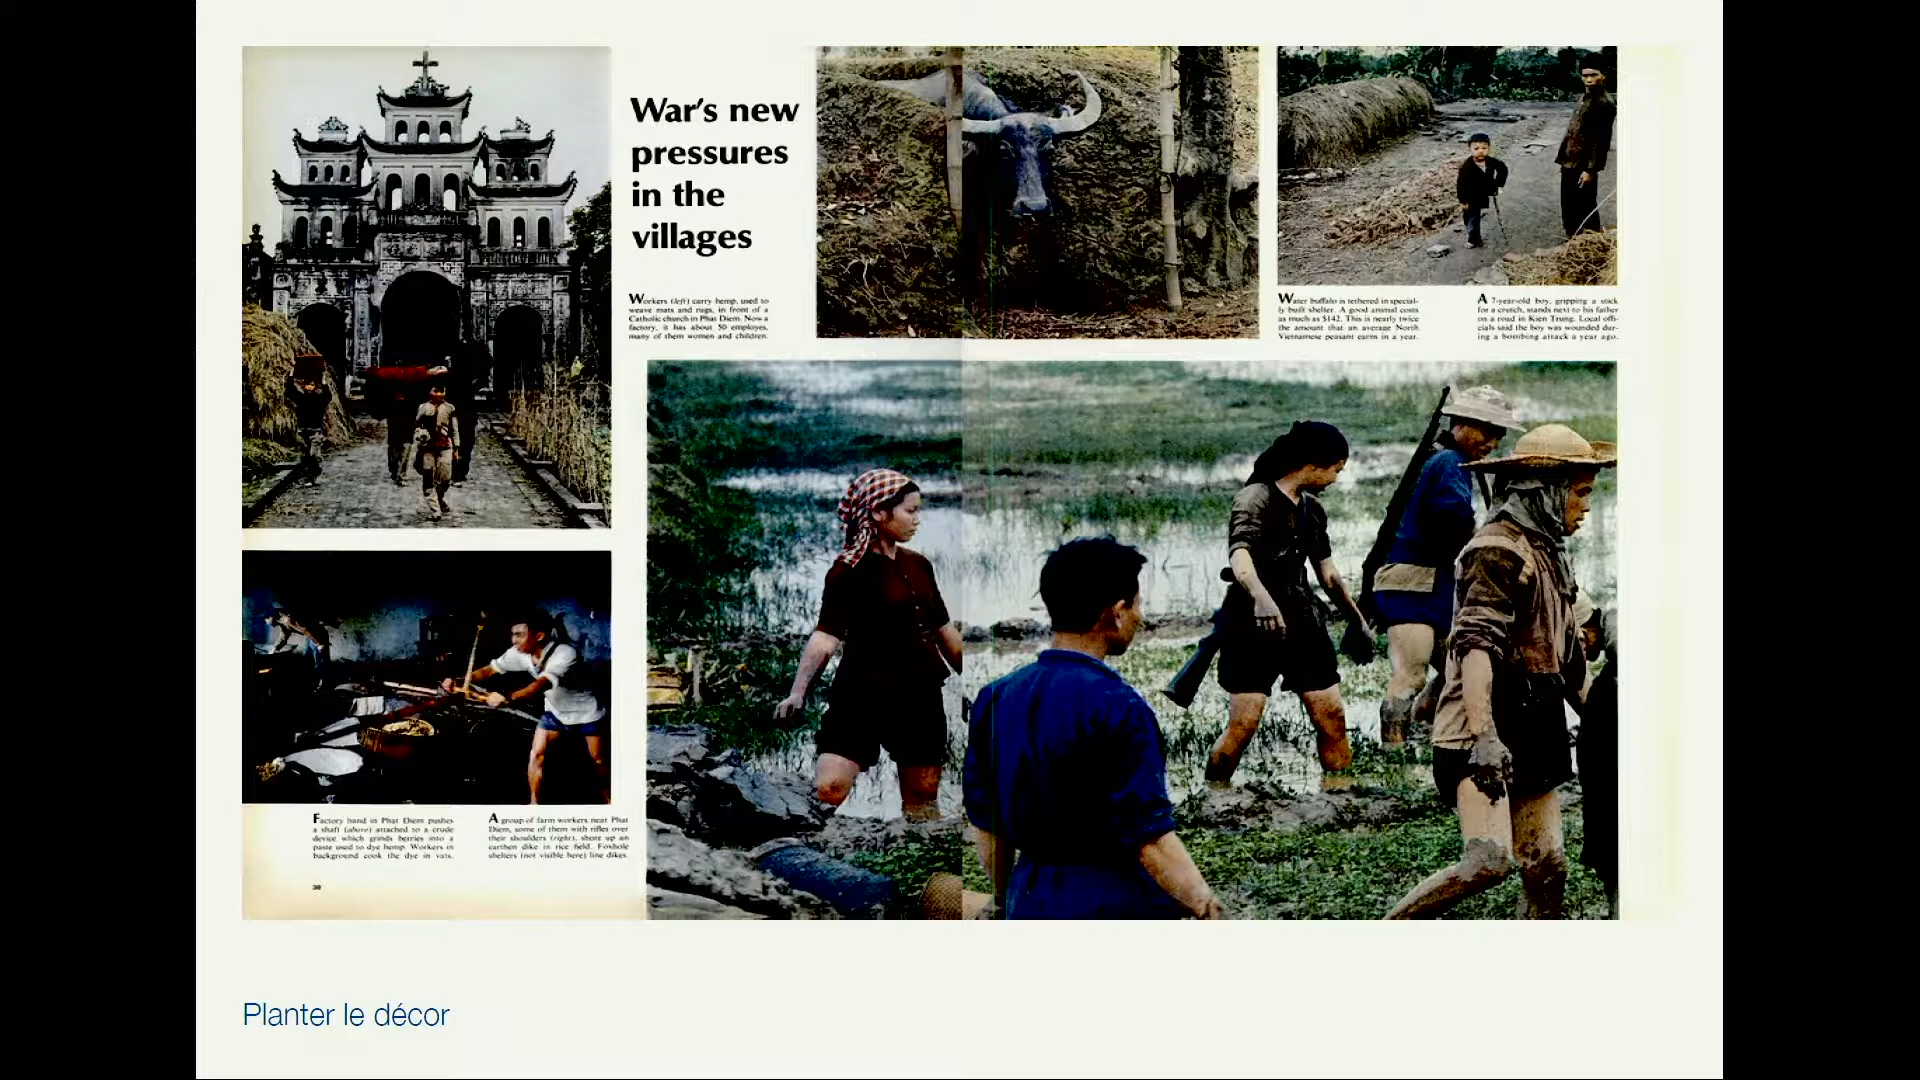 War's new
pressures
in the
villages
Workers (left) carry hemp, used to
weave mats and rugs, in front of a
Catholic church in Phat Diem. Now a
factory, it has about 50 employes,
many of them women and children.
Water buffalo is tethered in special-
ly built shelter. A good animal costs
as much as $142. This is nearly twice
the amount that an average North
Vietnamese peasant earns in a year.
A 7-year-old boy, gripping a stick
for a crutch, stands next to his father
on a road in Kien Trung. Local offi-
cials said the boy was wounded dur-
ing a bombing attack a year ago.
Factory hand in Phat Diem pushes
a shaft (above) attached to a crude
device which grinds berries into a
paste used to dye hemp. Workers in
background cook the dye in vats.
A group of farm workers near Phat
Diem, some of them with rifles over
their shoulders (right), shore up an
earthen dike in rice field. Foxhole
shelters (not visible here) line dikes.
30
Planter le décor